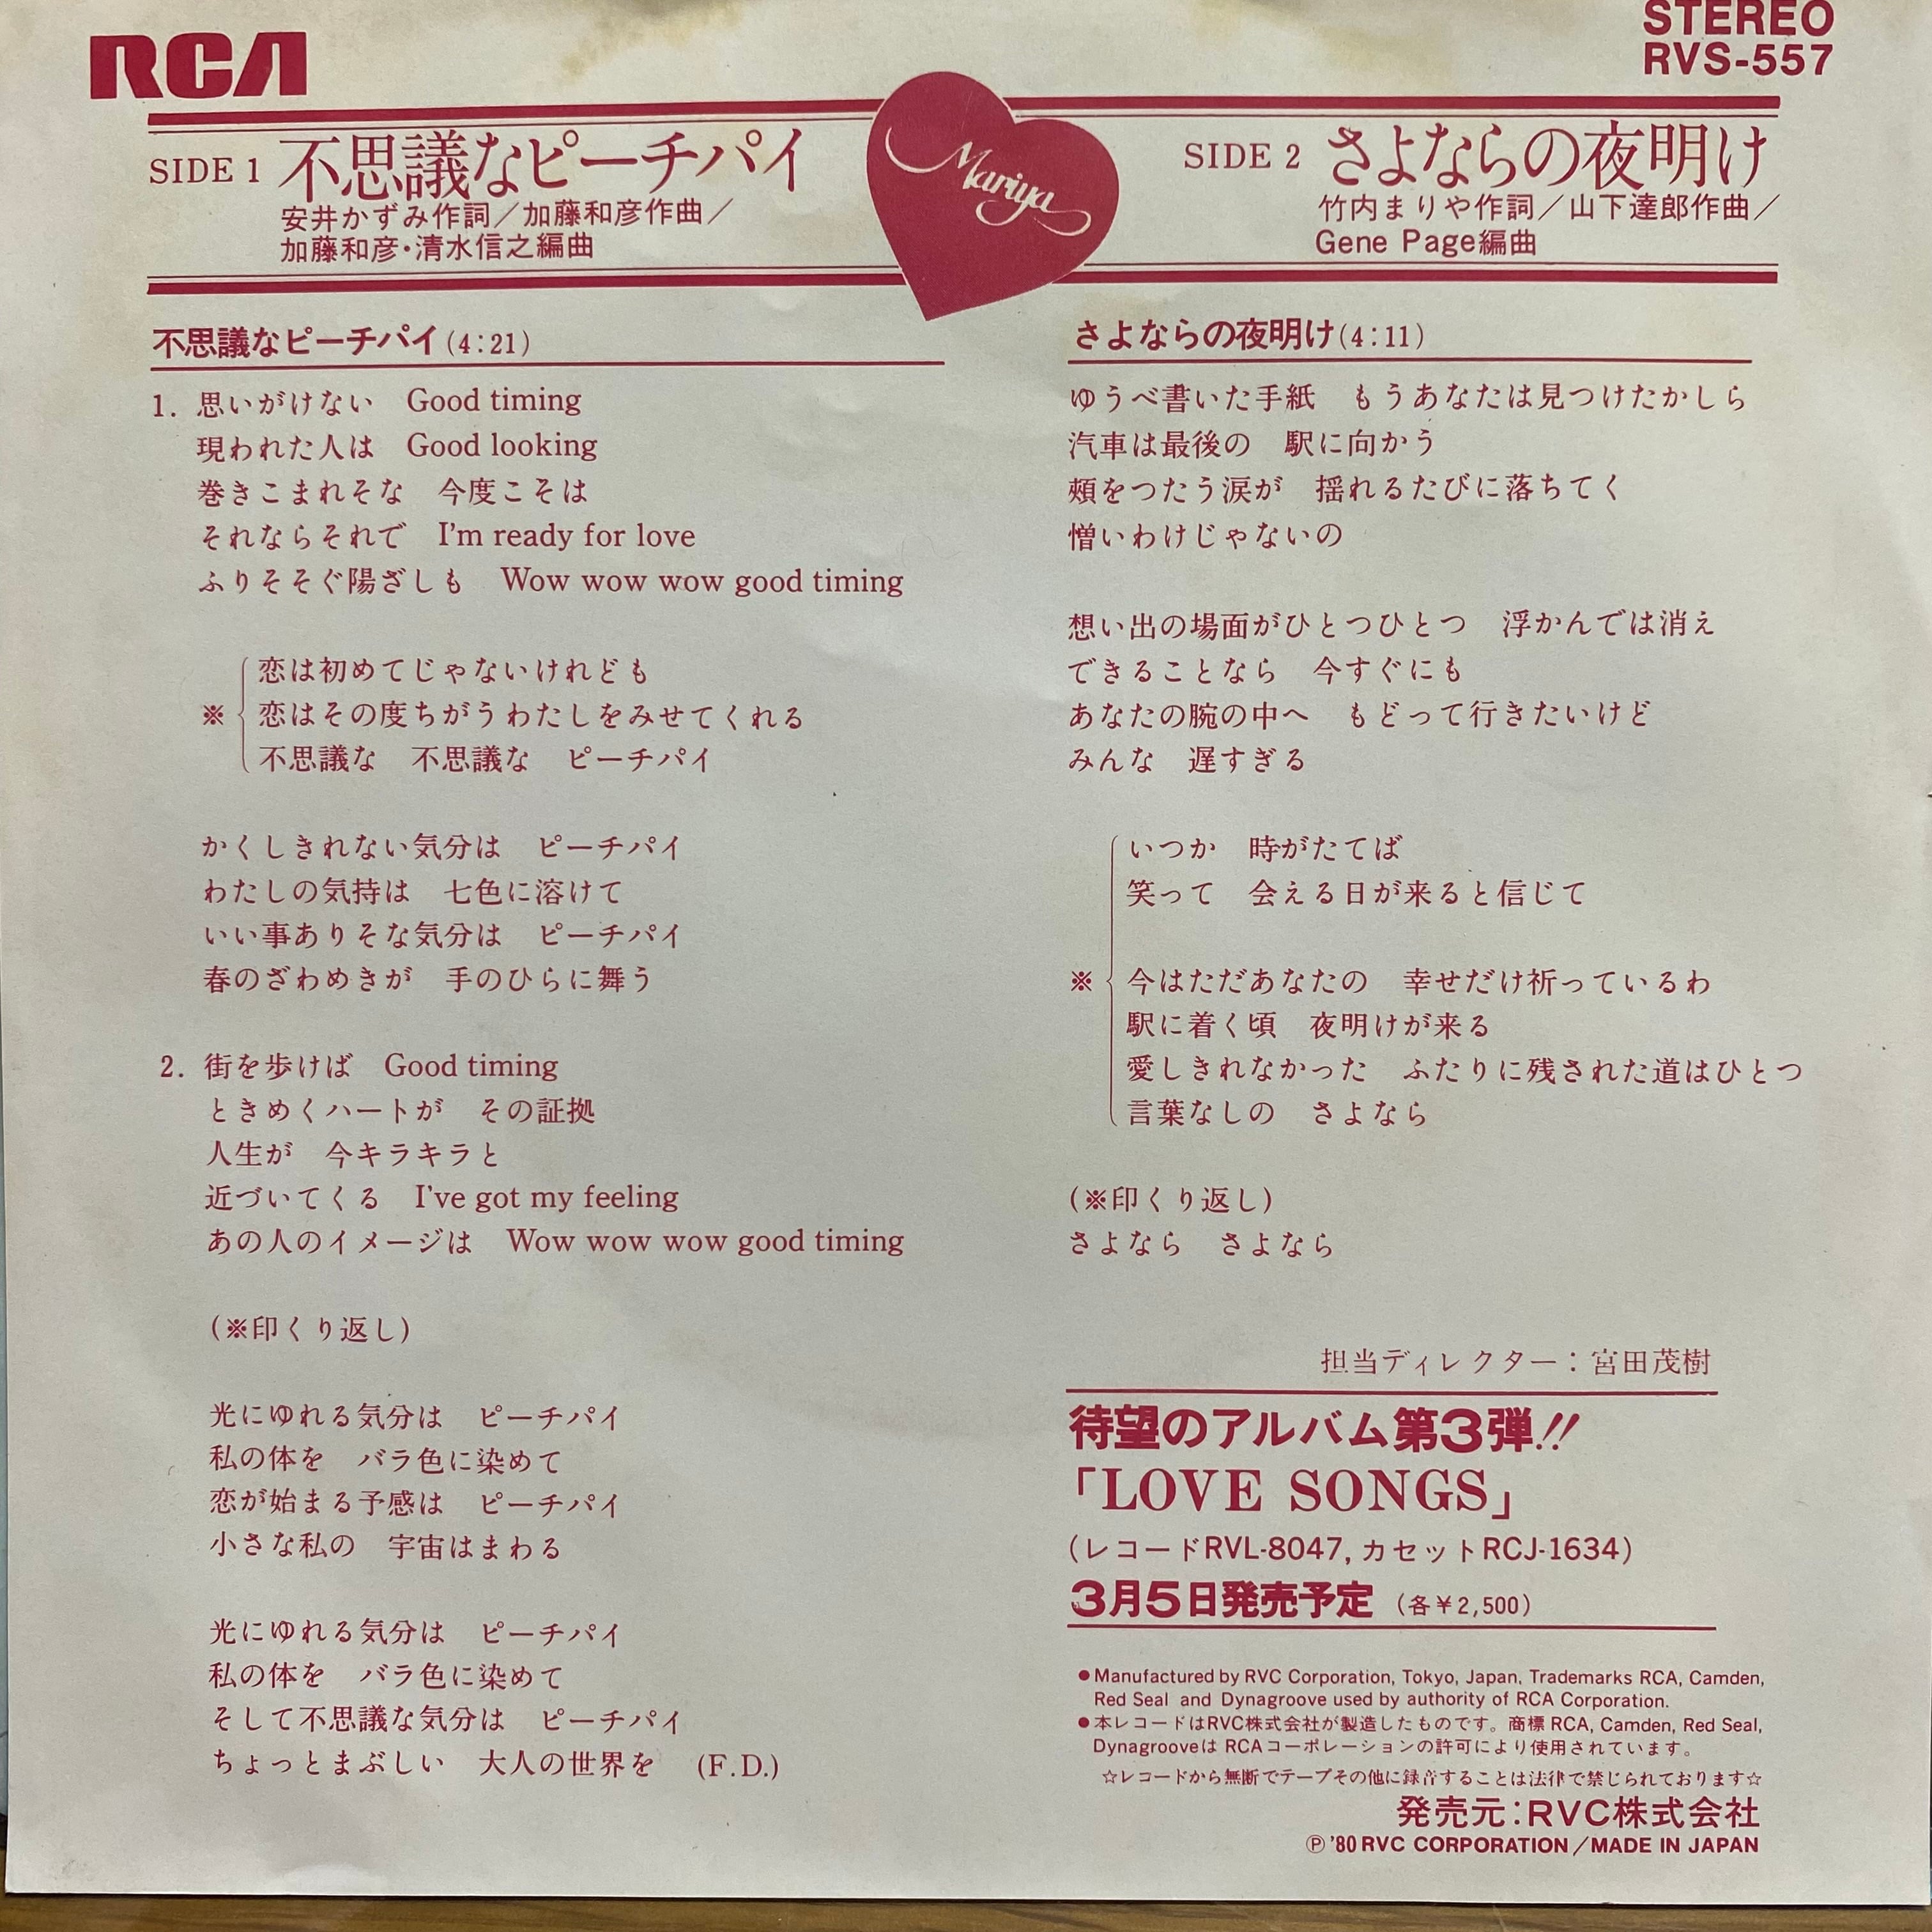 RCA
STEREO
RVS-557
SIDE 1 不思議なピーチパイ
安井かずみ作詞／加藤和彦作曲／
加藤和彦・清水信之編曲
Mariya
SIDE 2 さよならの夜明け
竹内まりや作詞／山下達郎作曲／
Gene Page編曲
不思議なピーチパイ(4:21)
1. 思いがけない　Good timing
現われた人は　Good looking
巻きこまれそな　今度こそは
それならそれで　I'm ready for love
ふりそそぐ陽ざしも　Wow wow wow good timing
恋は初めてじゃないけれども
※ 恋はその度ちがうわたしをみせてくれる
不思議な　不思議な　ピーチパイ
かくしきれない気分は　ピーチパイ
わたしの気持は　七色に溶けて
いい事ありそな気分は　ピーチパイ
春のざわめきが　手のひらに舞う
2. 街を歩けば　Good timing
ときめくハートが　その証拠
人生が　今キラキラと
近づいてくる　I've got my feeling
あの人のイメージは　Wow wow wow good timing
(※印くり返し)
光にゆれる気分は　ピーチパイ
私の体を　バラ色に染めて
恋が始まる予感は　ピーチパイ
小さな私の　宇宙はまわる
光にゆれる気分は　ピーチパイ
私の体を　バラ色に染めて
そして不思議な気分は　ピーチパイ
ちょっとまぶしい　大人の世界を　(F.D.)
さよならの夜明け(4:11)
ゆうべ書いた手紙　もうあなたは見つけたかしら
汽車は最後の　駅に向かう
頰をつたう涙が　揺れるたびに落ちてく
憎いわけじゃないの
想い出の場面がひとつひとつ　浮かんでは消え
できることなら　今すぐにも
あなたの腕の中へ　もどって行きたいけど
みんな　遅すぎる
いつか　時がたてば
笑って　会える日が来ると信じて
※ 今はただあなたの　幸せだけ祈っているわ
駅に着く頃　夜明けが来る
愛しきれなかった　ふたりに残された道はひとつ
言葉なしの　さよなら
(※印くり返し)
さよなら　さよなら
担当ディレクター：宮田茂樹
待望のアルバム第3弾!!
「LOVE SONGS」
(レコードRVL-8047, カセットRCJ-1634)
3月5日発売予定 (各￥2,500)
●Manufactured by RVC Corporation, Tokyo, Japan, Trademarks RCA, Camden,
Red Seal and Dynagroove used by authority of RCA Corporation.
●本レコードはRVC株式会社が製造したものです。商標 RCA, Camden, Red Seal,
Dynagrooveは RCAコーポレーションの許可により使用されています。
☆レコードから無断でテープその他に録音することは法律で禁じられております☆
発売元：RVC株式会社
Ⓟ '80 RVC CORPORATION／MADE IN JAPAN